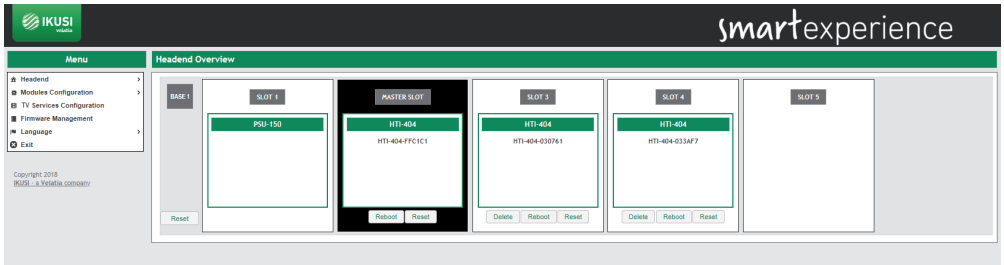 IKUSI
velatia
smartexperience
Menu
Headend
Modules Configuration
TV Services Configuration
Firmware Management
Language
Exit
Copyright 2018
IKUSI - a Velatia company
Headend Overview
BASE 1
Reset
SLOT 1
PSU-150
MASTER SLOT
HTI-404
HTI-404-FFC1C1
Reboot Reset
SLOT 3
HTI-404
HTI-404-030761
Delete Reboot Reset
SLOT 4
HTI-404
HTI-404-033AF7
Delete Reboot Reset
SLOT 5